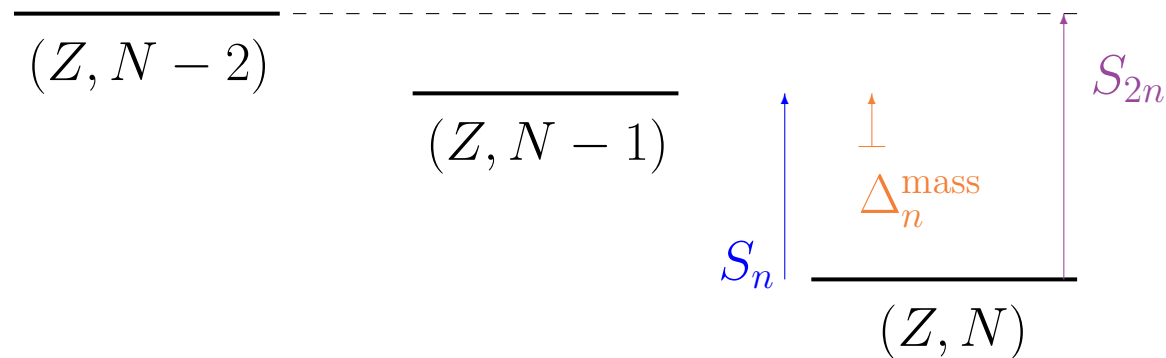 (Z, N − 2)
S_{2n}
(Z, N − 1)
Δ_n^{mass}
S_n
(Z, N)